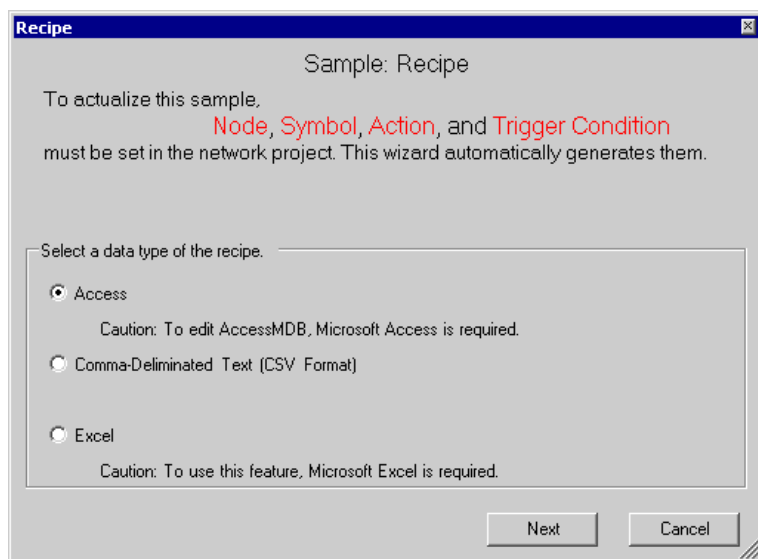 Recipe
Sample: Recipe
To actualize this sample,
Node, Symbol, Action, and Trigger Condition
must be set in the network project. This wizard automatically generates them.
Select a data type of the recipe.
Access
Caution: To edit AccessMDB, Microsoft Access is required.
Comma-Deliminated Text (CSV Format)
Excel
Caution: To use this feature, Microsoft Excel is required.
Next Cancel